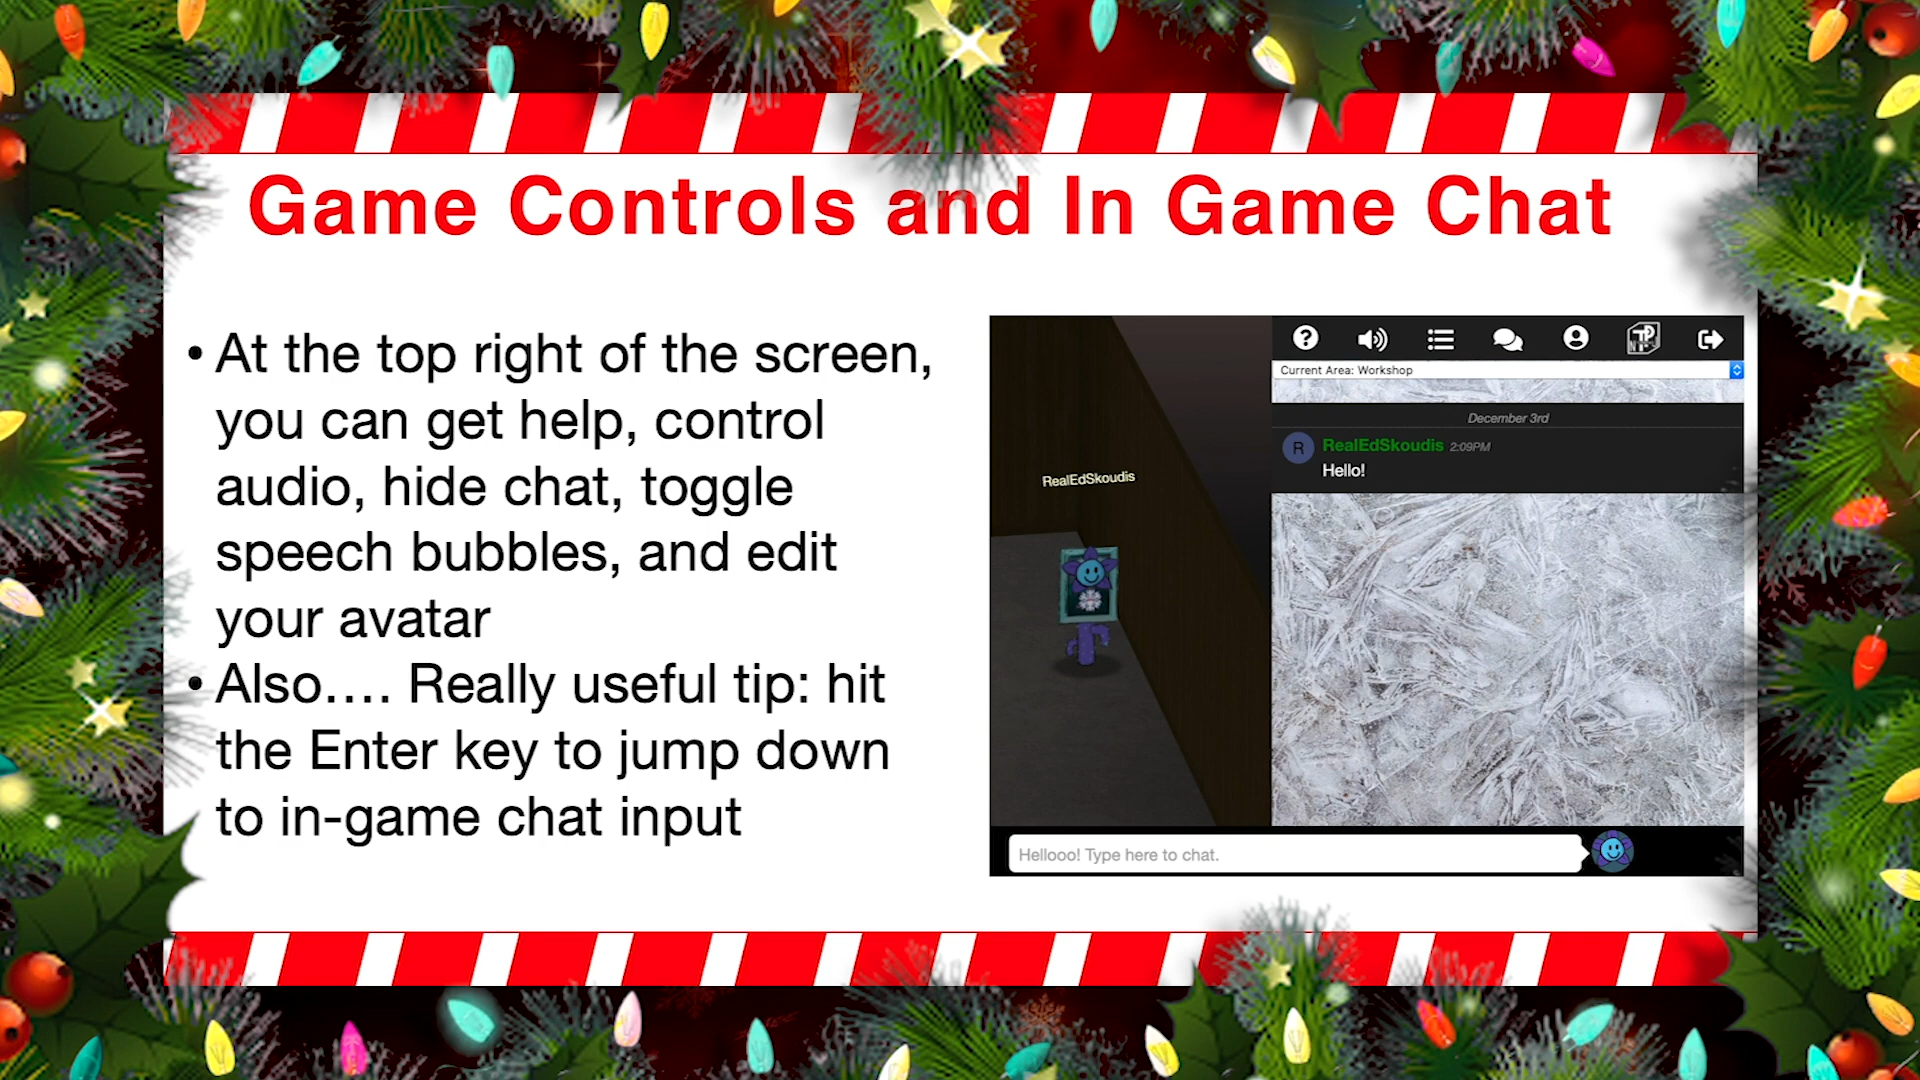 Game Controls and In Game Chat
• At the top right of the screen,
you can get help, control
audio, hide chat, toggle
speech bubbles, and edit
your avatar
• Also…. Really useful tip: hit
the Enter key to jump down
to in-game chat input
Current Area: Workshop
December 3rd
R RealEdSkoudis 2:09PM
Hello!
RealEdSkoudis
Hellooo! Type here to chat.